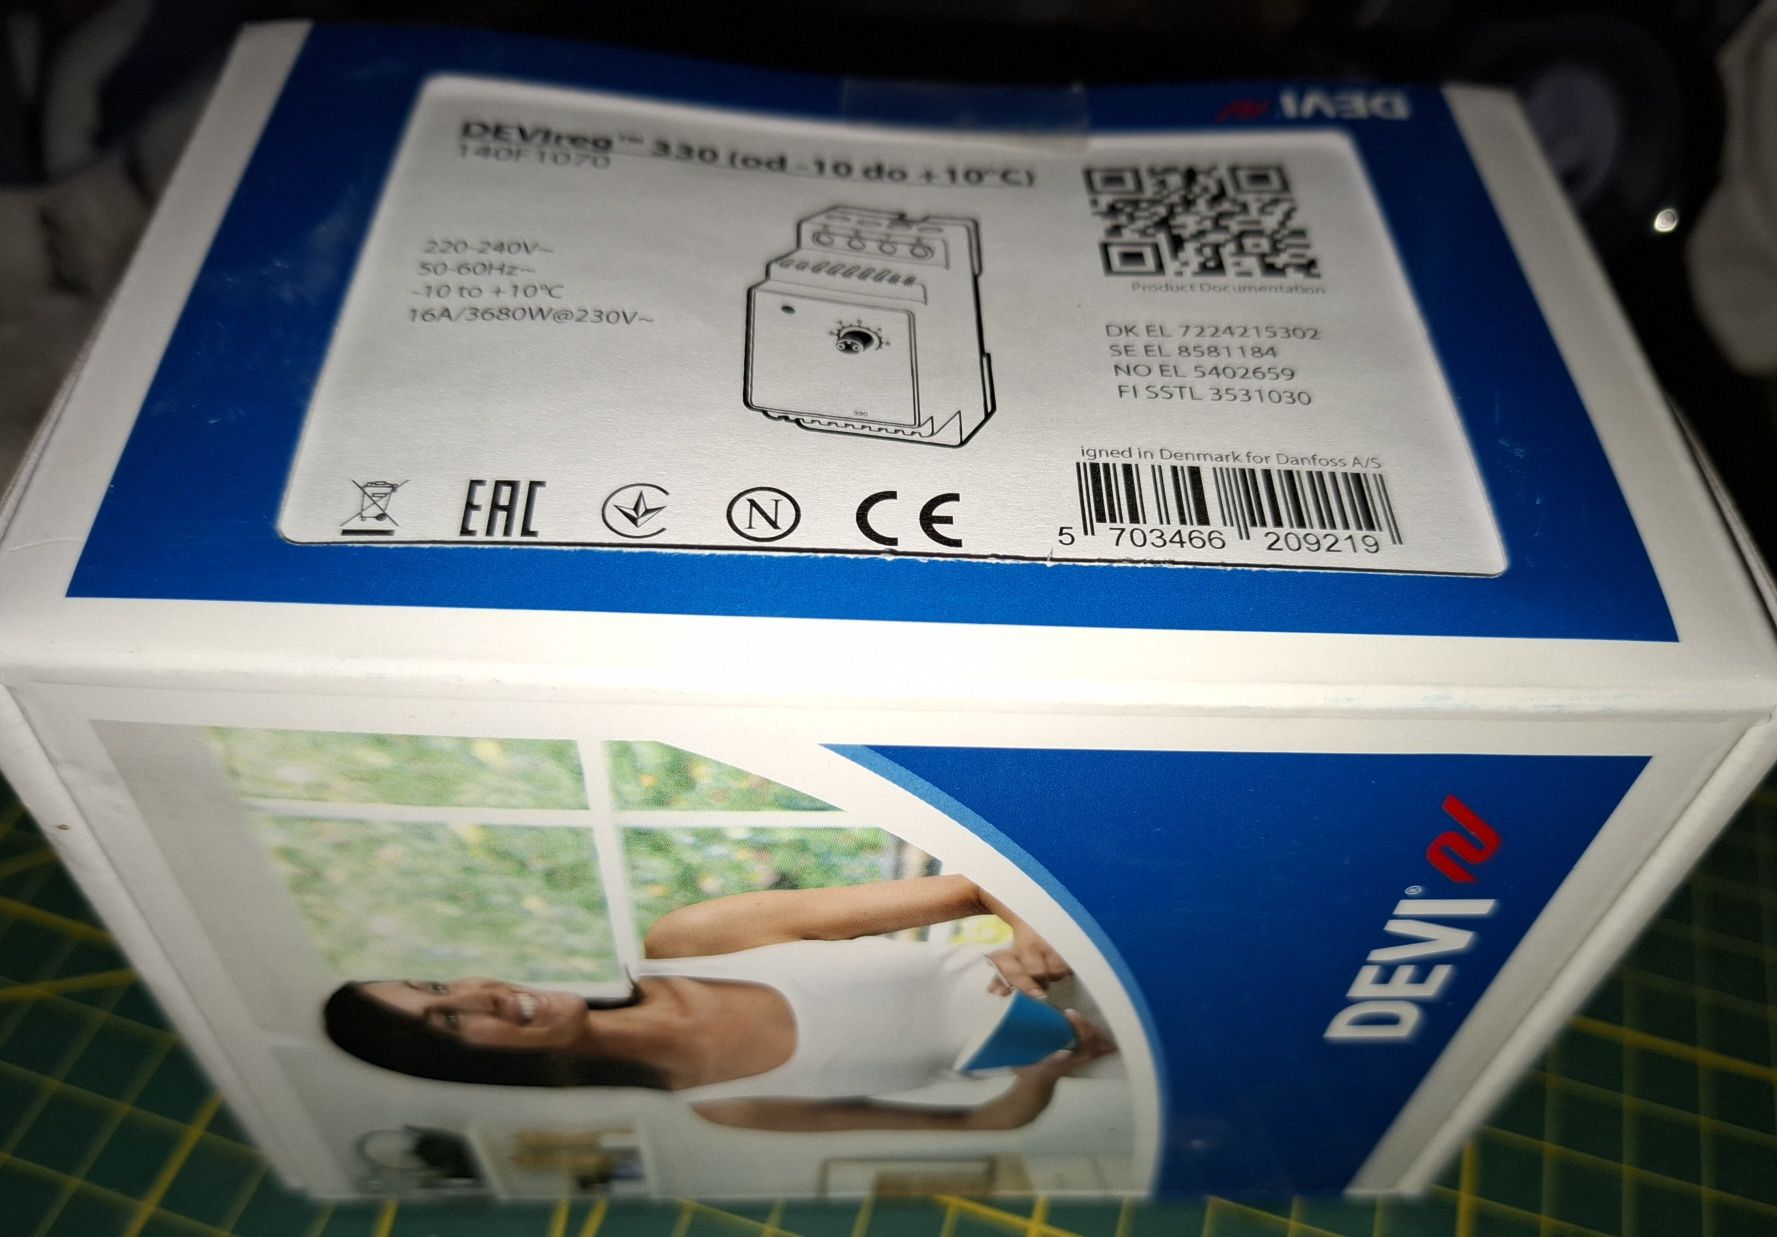 DEVI
DEVIreg™ 330 (od -10 do +10°C)
140F1070
220-240V~
50-60Hz~
-10 to +10°C
16A/3680W@230V~
330
Product Documentation
DK EL 7224215302
SE EL 8581184
NO EL 5402659
FI SSTL 3531030
igned in Denmark for Danfoss A/S
EAC
N
CE
5 703466 209219
DEVI®